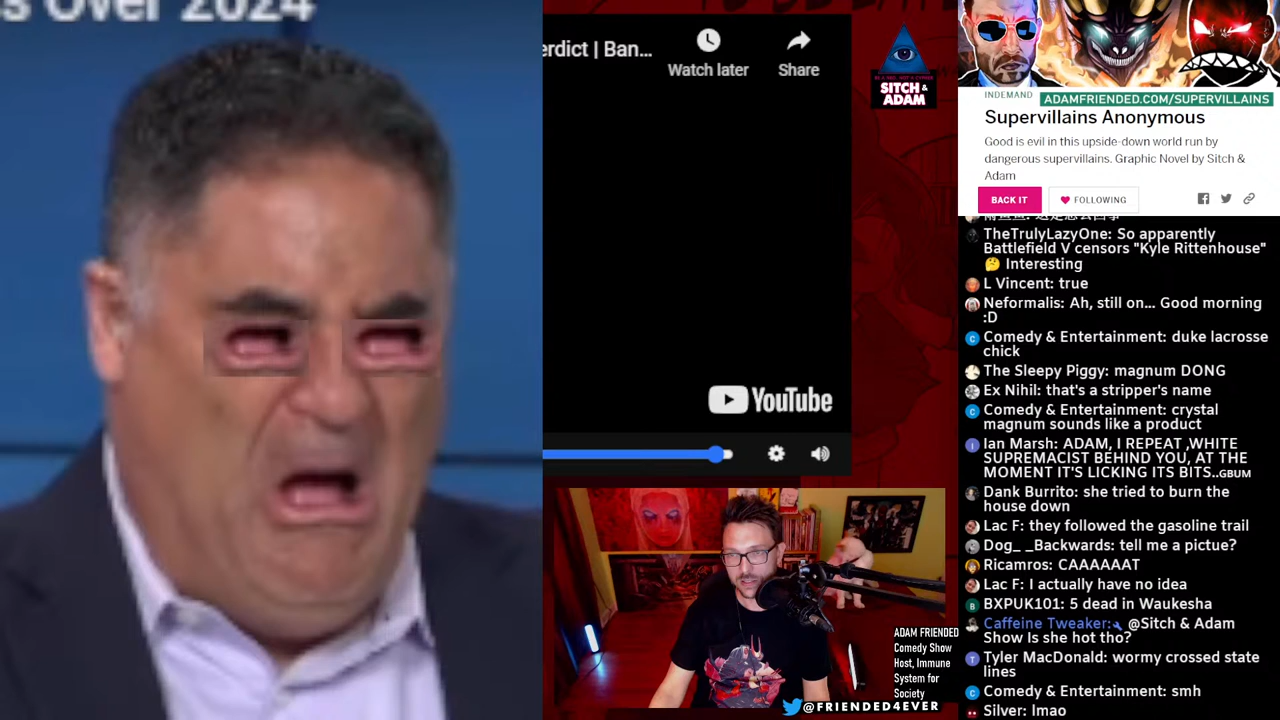 s Over 2024
erdict | Ban...
Watch later
Share
SITCH &
ADAM
YouTube
INDEMAND
ADAMFRIENDED.COM/SUPERVILLAINS
Supervillains Anonymous
Good is evil in this upside-down world run by
dangerous supervillains. Graphic Novel by Sitch &
Adam
BACK IT
FOLLOWING
TheTrulyLazyOne: So apparently
Battlefield V censors "Kyle Rittenhouse"
🤔 Interesting
L Vincent: true
Neformalis: Ah, still on... Good morning
:D
Comedy & Entertainment: duke lacrosse
chick
The Sleepy Piggy: magnum DONG
Ex Nihil: that's a stripper's name
Comedy & Entertainment: crystal
magnum sounds like a product
Ian Marsh: ADAM, I REPEAT ,WHITE
SUPREMACIST BEHIND YOU, AT THE
MOMENT IT'S LICKING ITS BITS..GBUM
Dank Burrito: she tried to burn the
house down
Lac F: they followed the gasoline trail
Dog_ _Backwards: tell me a pictue?
Ricamros: CAAAAAAT
Lac F: I actually have no idea
BXPUK101: 5 dead in Waukesha
Caffeine Tweaker: @Sitch & Adam
Show Is she hot tho?
Tyler MacDonald: wormy crossed state
lines
Comedy & Entertainment: smh
Silver: lmao
ADAM FRIENDED
Comedy Show
Host, Immune
System for
Society
@FRIENDED4EVER